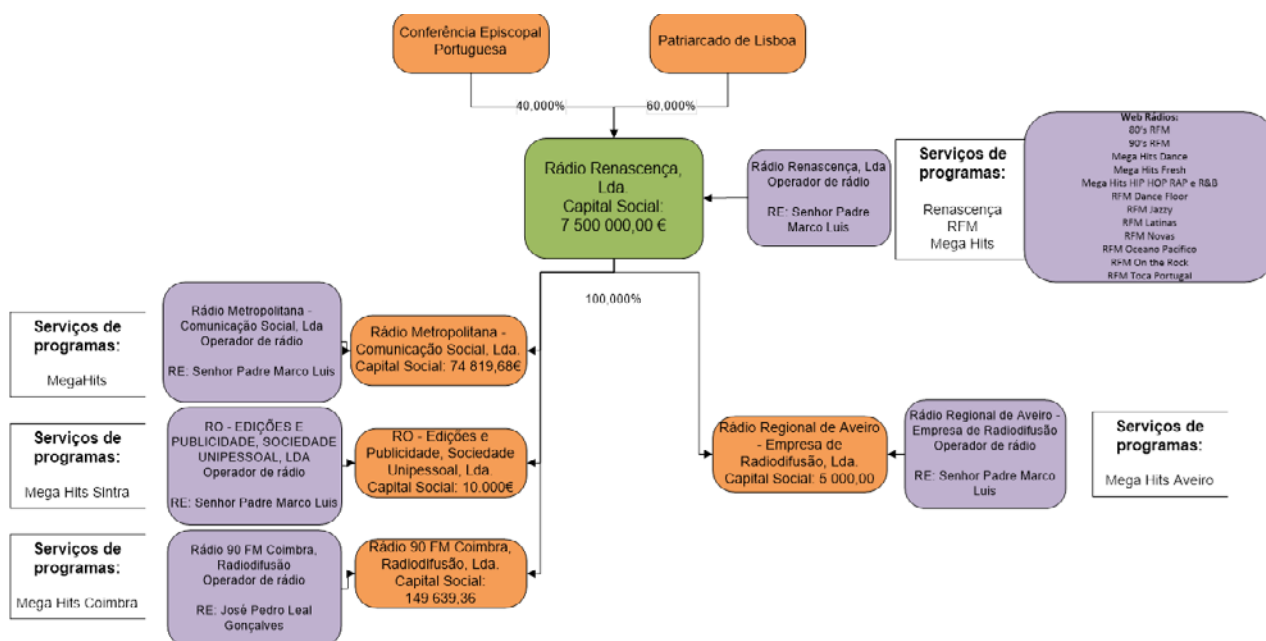 Conferência Episcopal
Portuguesa
Patriarcado de Lisboa
40,000%
60,000%
Rádio Renascença,
Lda.
Capital Social:
7 500 000,00 €
Rádio Renascença, Lda
Operador de rádio
RE: Senhor Padre
Marco Luis
Serviços de
programas:
Renascença
RFM
Mega Hits
Web Rádios:
80's RFM
90's RFM
Mega Hits Dance
Mega Hits Fresh
Mega Hits HIP HOP RAP e R&B
RFM Dance Floor
RFM Jazzy
RFM Latinas
RFM Novas
RFM Oceano Pacifico
RFM On the Rock
RFM Toca Portugal
100,000%
Serviços de
programas:
MegaHits
Rádio Metropolitana -
Comunicação Social, Lda
Operador de rádio
RE: Senhor Padre Marco Luis
Rádio Metropolitana -
Comunicação Social, Lda.
Capital Social: 74 819,68€
Serviços de
programas:
Mega Hits Sintra
RO - EDIÇÕES E
PUBLICIDADE, SOCIEDADE
UNIPESSOAL, LDA
Operador de rádio
RE: Senhor Padre Marco Luis
RO - Edições e
Publicidade, Sociedade
Unipessoal, Lda.
Capital Social: 10.000€
Rádio Regional de Aveiro
- Empresa de
Radiodifusão, Lda.
Capital Social: 5 000,00
Rádio Regional de Aveiro -
Empresa de Radiodifusão
Operador de rádio
RE: Senhor Padre Marco
Luis
Serviços de
programas:
Mega Hits Aveiro
Serviços de
programas:
Mega Hits Coimbra
Rádio 90 FM Coimbra,
Radiodifusão
Operador de rádio
RE: José Pedro Leal
Gonçalves
Rádio 90 FM Coimbra,
Radiodifusão, Lda.
Capital Social:
149 639,36